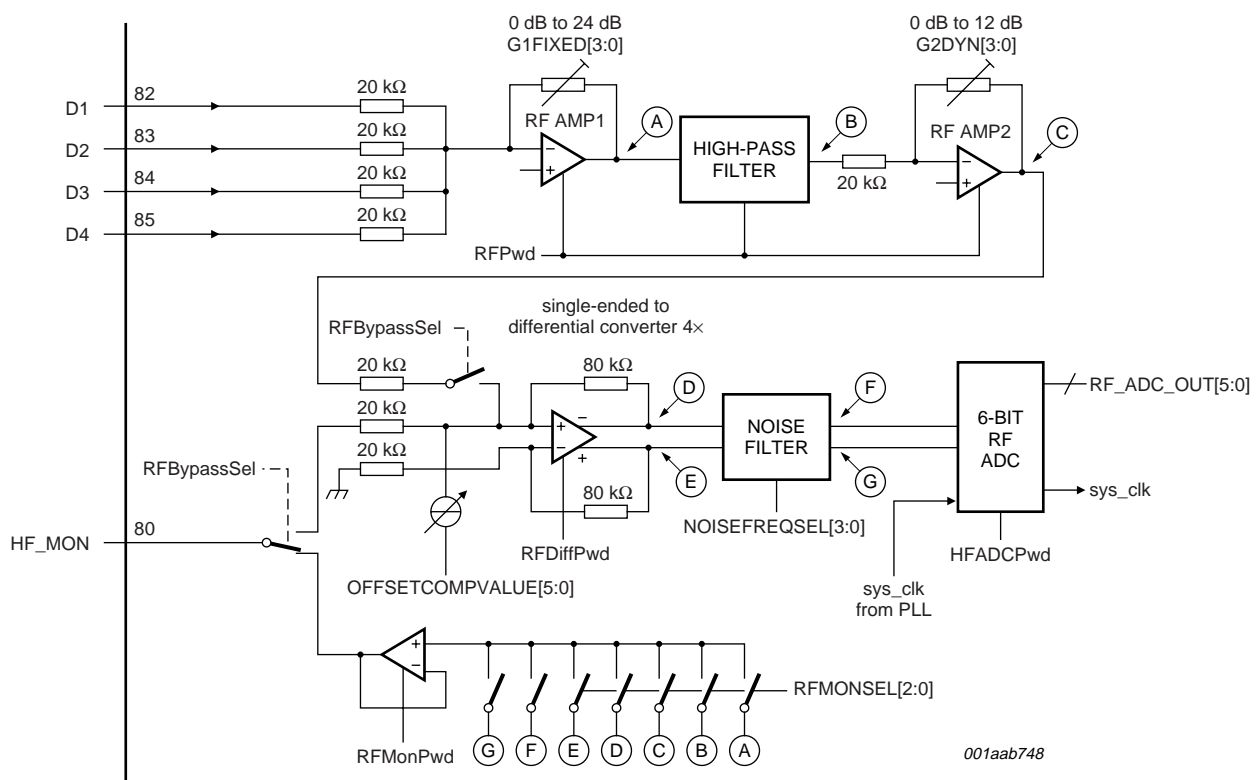 0 dB to 24 dB
G1FIXED[3:0]
0 dB to 12 dB
G2DYN[3:0]
D1
82
20 kΩ
D2
83
20 kΩ
D3
84
20 kΩ
D4
85
20 kΩ
RF AMP1
−
+
A
HIGH-PASS
FILTER
B
20 kΩ
RF AMP2
−
+
C
RFPwd
single-ended to
differential converter 4×
RFBypassSel
20 kΩ
20 kΩ
20 kΩ
RFBypassSel
80 kΩ
80 kΩ
+
−
−
+
D
E
NOISE
FILTER
F
G
6-BIT
RF
ADC
RF_ADC_OUT[5:0]
sys_clk
HF_MON
80
RFDiffPwd
NOISEFREQSEL[3:0]
HFADCPwd
OFFSETCOMPVALUE[5:0]
sys_clk
from PLL
+
−
RFMONSEL[2:0]
RFMonPwd
G
F
E
D
C
B
A
001aab748